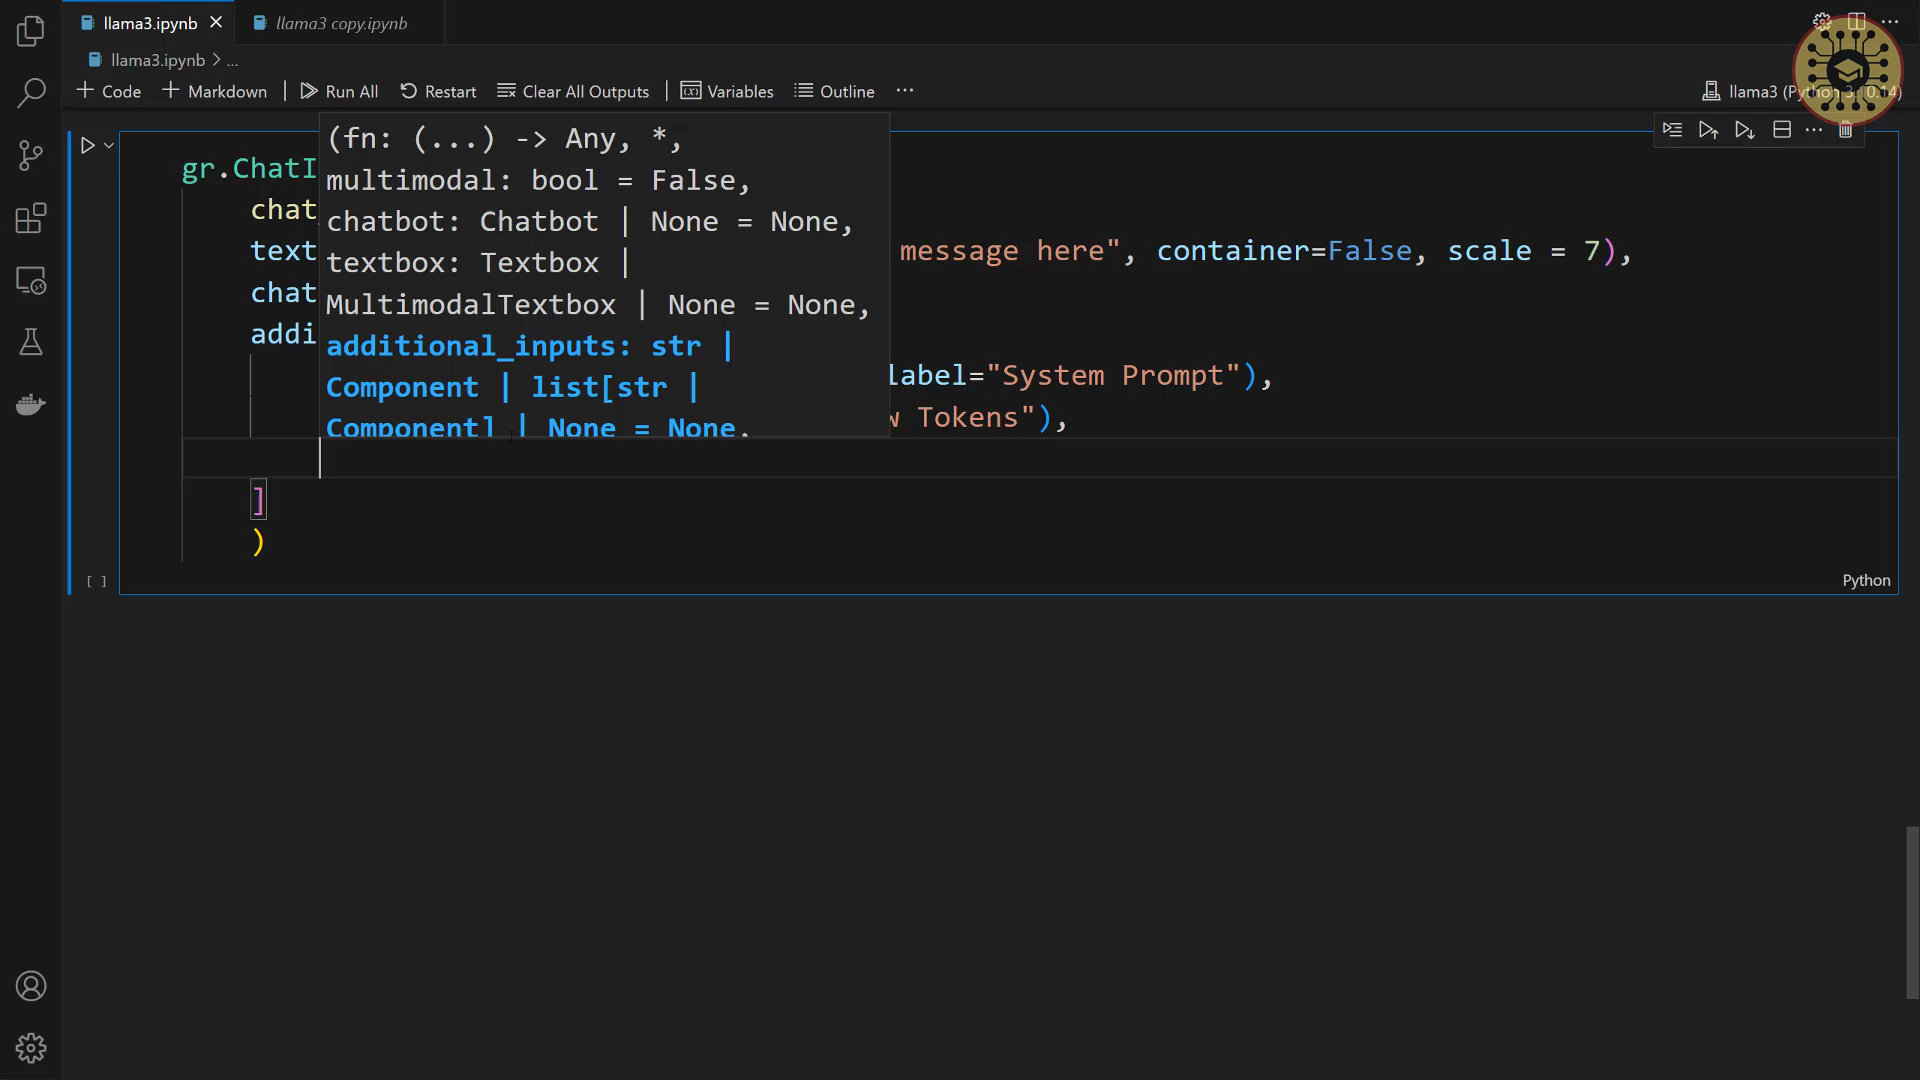 llama3.ipynb
llama3 copy.ipynb
llama3.ipynb > ...
Code
Markdown
Run All
Restart
Clear All Outputs
Variables
Outline
llama3
(fn: (...) -> Any, *,
multimodal: bool = False,
chatbot: Chatbot | None = None,
textbox: Textbox |
MultimodalTextbox | None = None,
additional_inputs: str |
Component | list[str |
Component] | None = None,
gr.ChatI
chat
text message here", container=False, scale = 7),
chat
addi
label="System Prompt"),
w Tokens"),
]
)
[ ]
Python